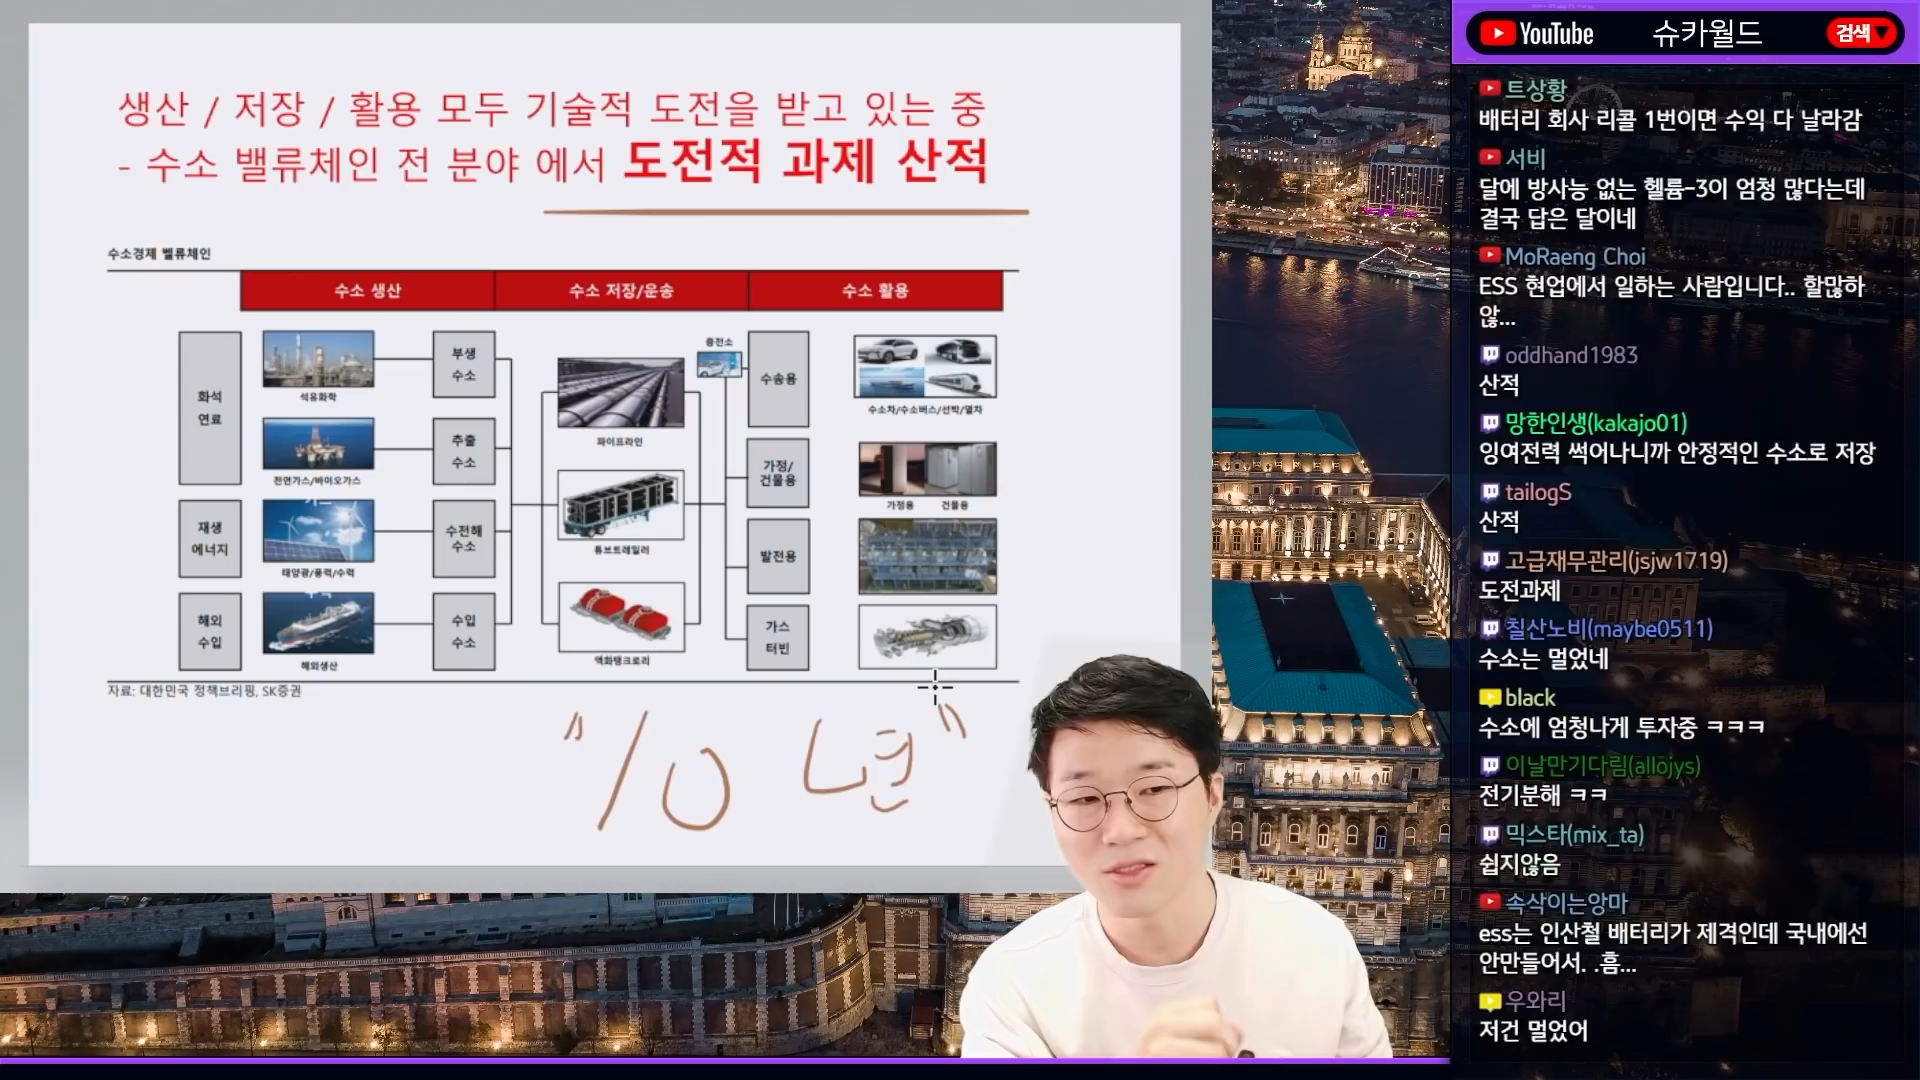 생산 / 저장 / 활용 모두 기술적 도전을 받고 있는 중
- 수소 밸류체인 전 분야 에서 도전적 과제 산적
수소경제 밸류체인
수소 생산
수소 저장/운송
수소 활용
화석
연료
석유화학
부생
수소
천연가스/바이오가스
추출
수소
재생
에너지
태양광/풍력/수력
수전해
수소
해외
수입
해외생산
수입
수소
파이프라인
튜브트레일러
액화탱크로리
충전소
수송용
수소차/수소버스/선박/열차
가정/
건물용
가정용 건물용
발전용
가스
터빈
자료: 대한민국 정책브리핑, SK증권
"10년"
YouTube 슈카월드 검색▼
트상황
배터리 회사 리콜 1번이면 수익 다 날라감
서비
달에 방사능 없는 헬륨-3이 엄청 많다는데
결국 답은 달이네
MoRaeng Choi
ESS 현업에서 일하는 사람입니다.. 할많하
않...
oddhand1983
산적
망한인생(kakajo01)
잉여전력 썩어나니까 안정적인 수소로 저장
tailogS
산적
고급재무관리(jsjw1719)
도전과제
칠산노비(maybe0511)
수소는 멀었네
black
수소에 엄청나게 투자중 ㅋㅋㅋ
이날만기다림(allojys)
전기분해 ㅋㅋ
믹스타(mix_ta)
쉽지않음
속삭이는앙마
ess는 인산철 배터리가 제격인데 국내에선
안만들어서. .흠...
우와리
저건 멀었어